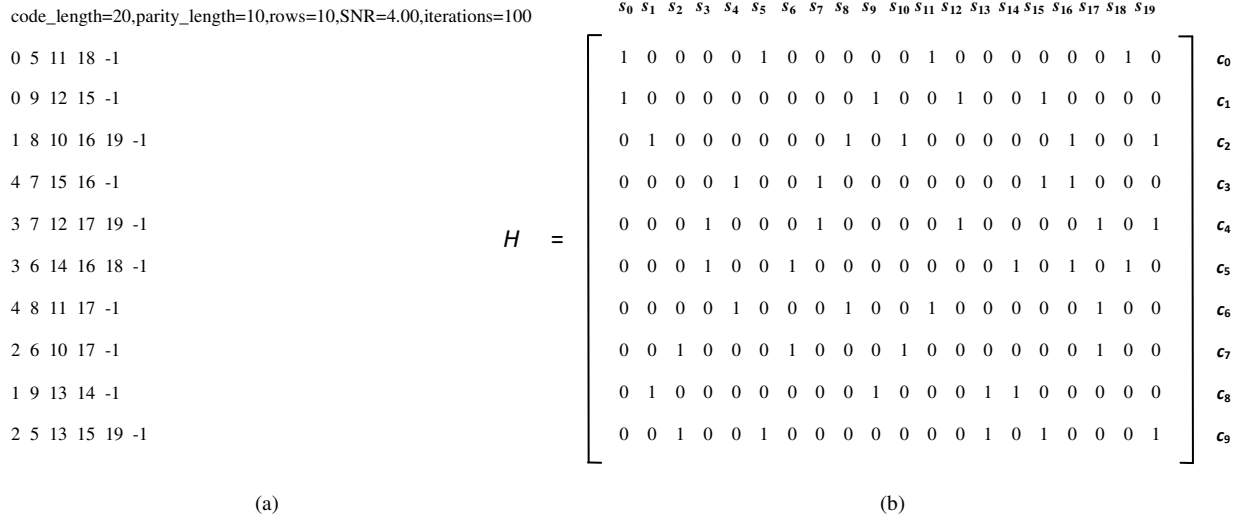 code_length=20,parity_length=10,rows=10,SNR=4.00,iterations=100
0 5 11 18 -1
0 9 12 15 -1
1 8 10 16 19 -1
4 7 15 16 -1
3 7 12 17 19 -1
3 6 14 16 18 -1
4 8 11 17 -1
2 6 10 17 -1
1 9 13 14 -1
2 5 13 15 19 -1
(a)
s0 s1 s2 s3 s4 s5 s6 s7 s8 s9 s10 s11 s12 s13 s14 s15 s16 s17 s18 s19
H =
1 0 0 0 0 1 0 0 0 0 0 1 0 0 0 0 0 0 1 0 c0
1 0 0 0 0 0 0 0 0 1 0 0 1 0 0 1 0 0 0 0 c1
0 1 0 0 0 0 0 0 1 0 1 0 0 0 0 0 1 0 0 1 c2
0 0 0 0 1 0 0 1 0 0 0 0 0 0 0 1 1 0 0 0 c3
0 0 0 1 0 0 0 1 0 0 0 0 1 0 0 0 0 1 0 1 c4
0 0 0 1 0 0 1 0 0 0 0 0 0 0 1 0 1 0 1 0 c5
0 0 0 0 1 0 0 0 1 0 0 1 0 0 0 0 0 1 0 0 c6
0 0 1 0 0 0 1 0 0 0 1 0 0 0 0 0 0 1 0 0 c7
0 1 0 0 0 0 0 0 0 1 0 0 0 1 1 0 0 0 0 0 c8
0 0 1 0 0 1 0 0 0 0 0 0 0 1 0 1 0 0 0 1 c9
(b)